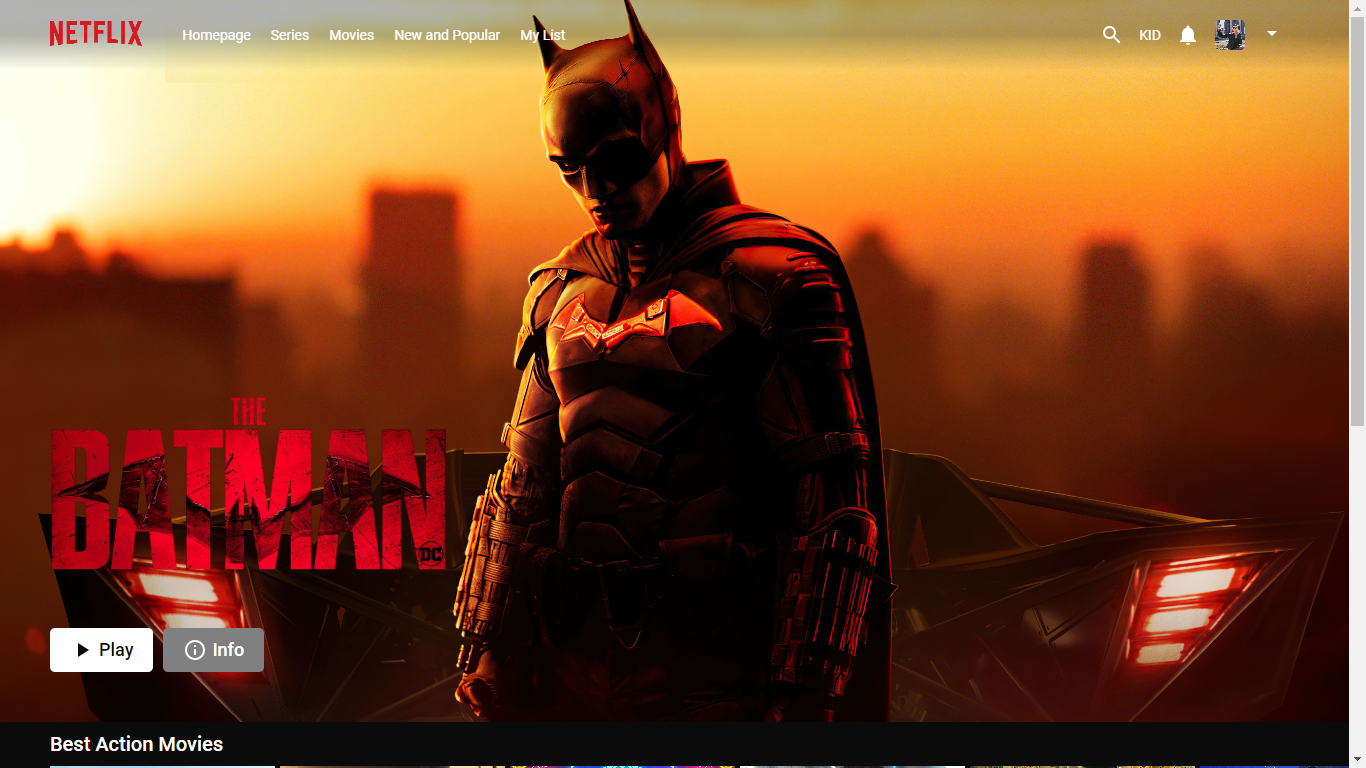 NETFLIX
Homepage
Series
Movies
New and Popular
My List
KID
THE
BATMAN
DC
Play
Info
Best Action Movies